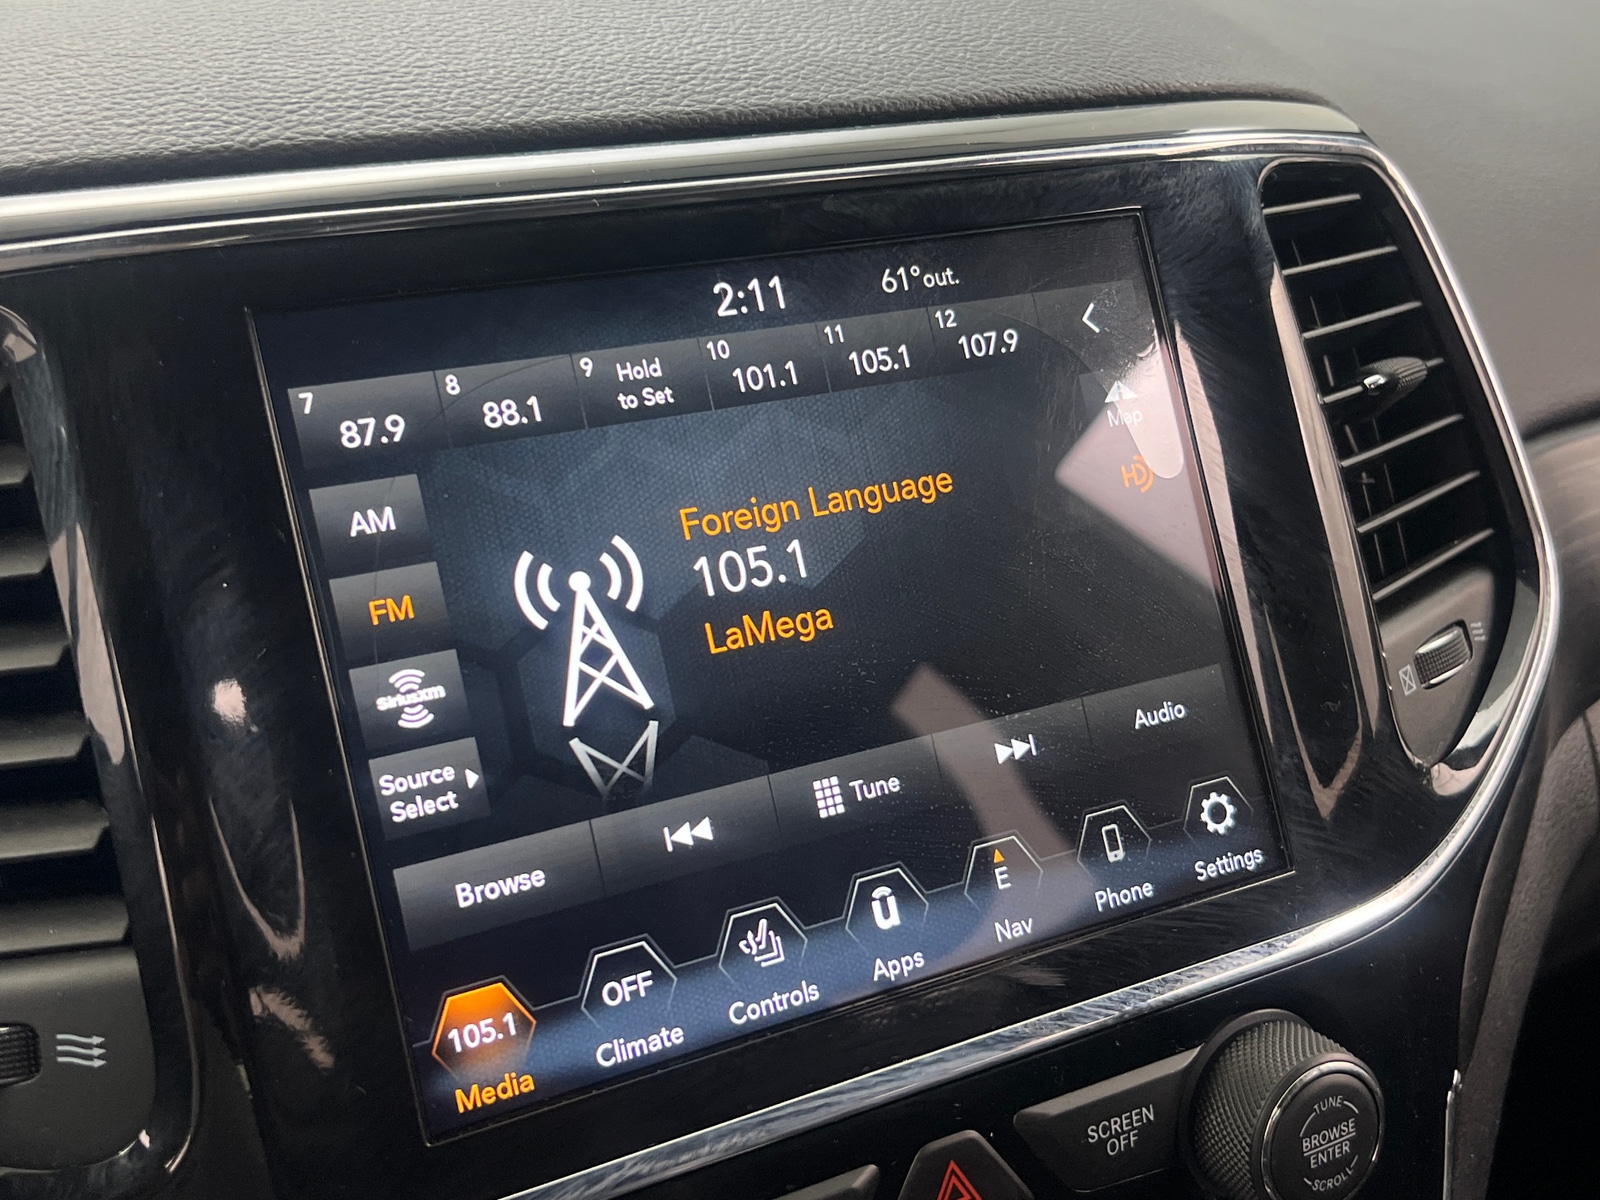 2:11 61° out.
7 87.9 8 88.1 9 Hold to Set 10 101.1 11 105.1 12 107.9
Map
AM
Foreign Language
HD
105.1
FM
LaMega
SiriusXM
Source
Select
Audio
Tune
Browse
105.1 OFF E
Media Climate Controls Apps Nav Phone Settings
SCREEN
OFF
TUNE
BROWSE
ENTER
SCROLL